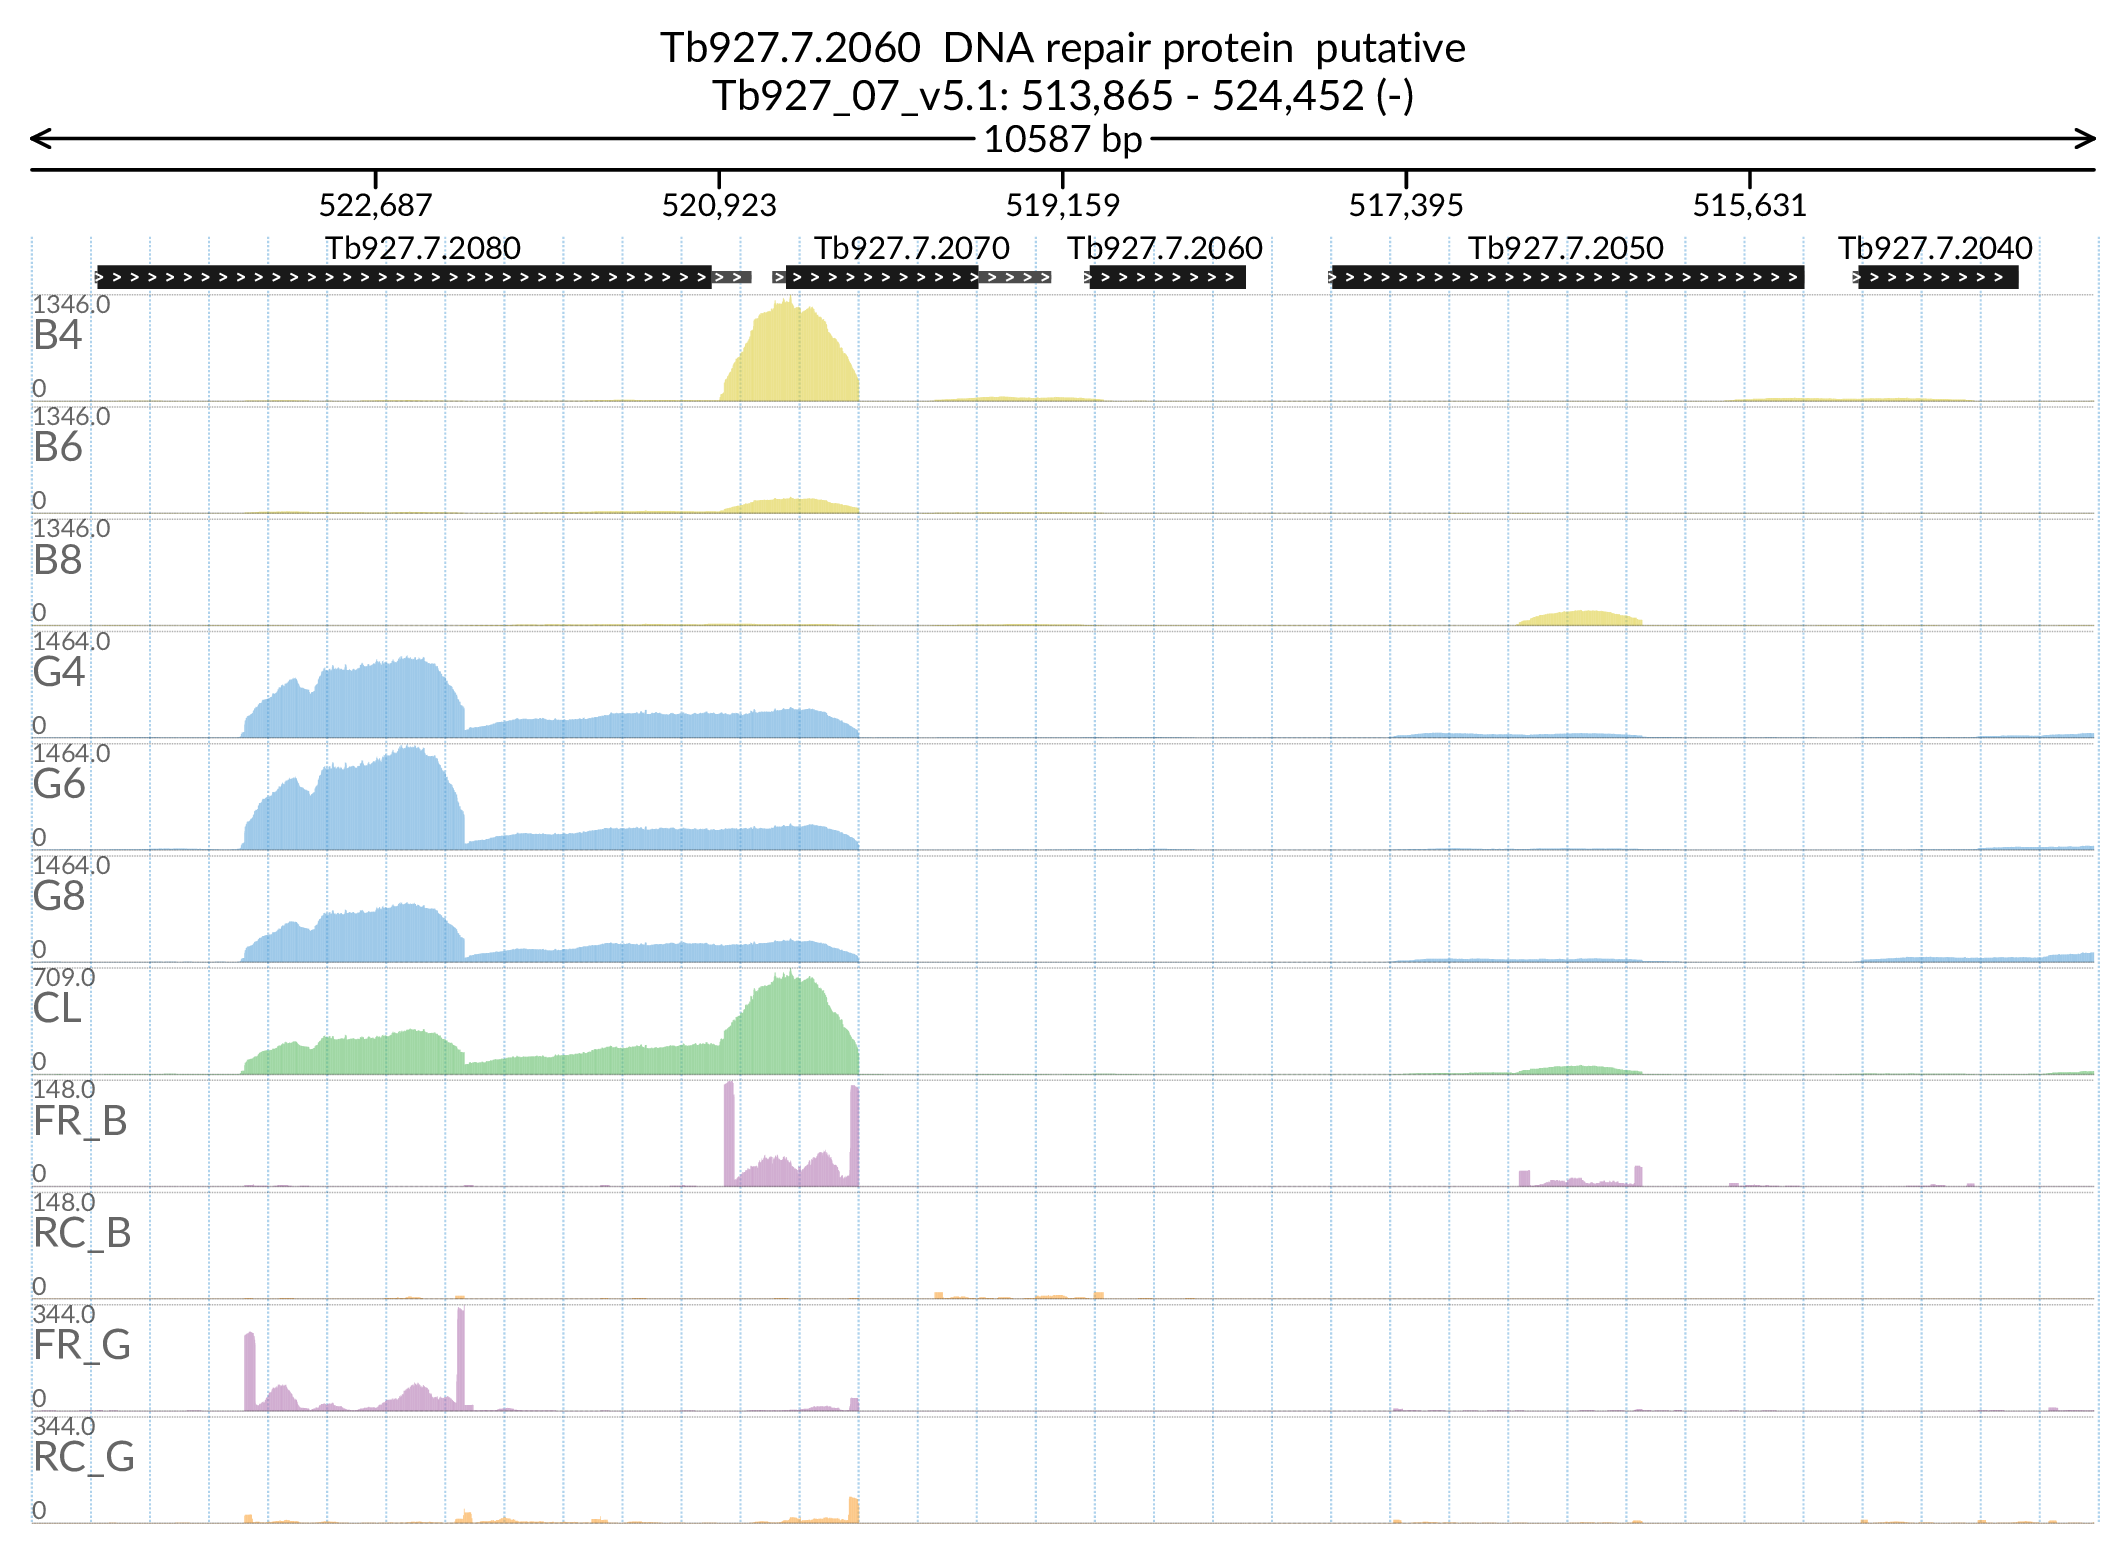 Tb927.7.2060 DNA repair protein putative
Tb927_07_v5.1: 513,865 - 524,452 (-)
10587 bp
522,687 520,923 519,159 517,395 515,631
Tb927.7.2080 Tb927.7.2070 Tb927.7.2060 Tb927.7.2050 Tb927.7.2040
1346.0
B4
0
1346.0
B6
0
1346.0
B8
0
1464.0
G4
0
1464.0
G6
0
1464.0
G8
0
709.0
CL
0
148.0
FR_B
0
148.0
RC_B
0
344.0
FR_G
0
344.0
RC_G
0